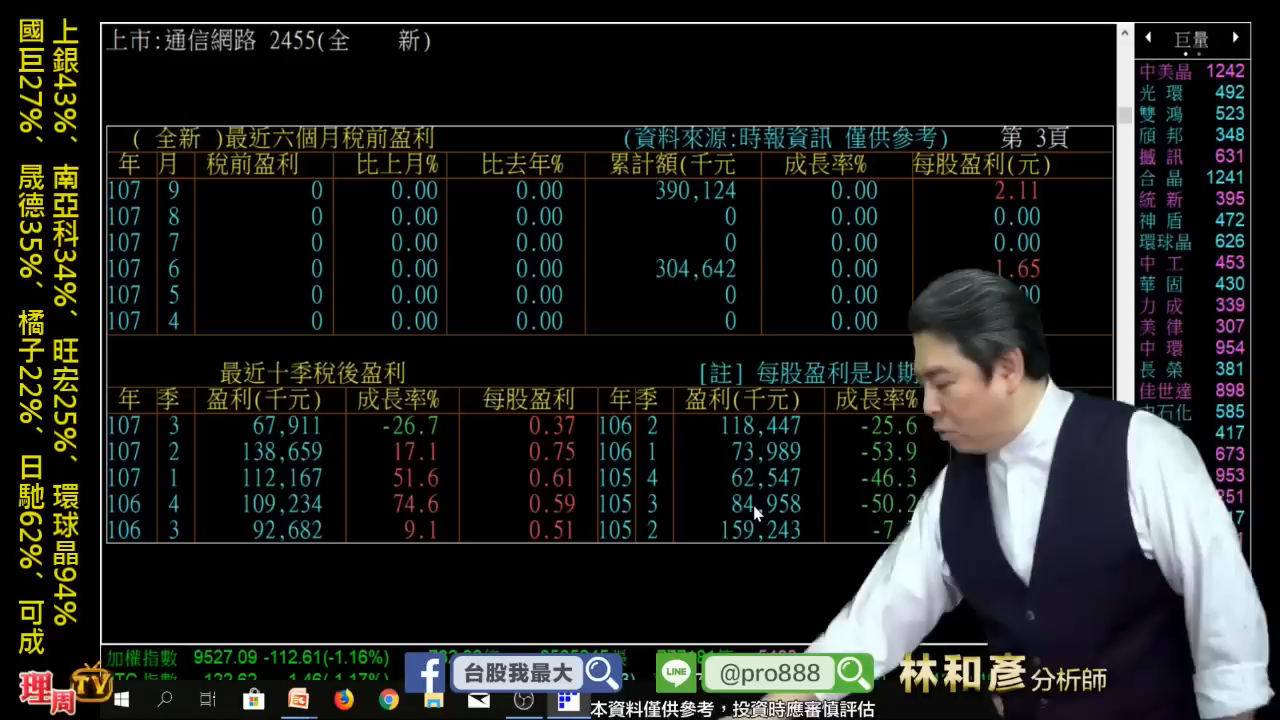 上銀43%、南亞科34%、旺宏25%、環球晶94%
國巨27%、晟德35%、橘子22%、日馳62%、可成
上市:通信網路 2455(全 新)
( 全新 )最近六個月稅前盈利 (資料來源:時報資訊 僅供參考) 第 3頁
年 月 稅前盈利 比上月% 比去年% 累計額(千元 成長率% 每股盈利(元)
107 9 0 0.00 0.00 390,124 0.00 2.11
107 8 0 0.00 0.00 0 0.00 0.00
107 7 0 0.00 0.00 0 0.00 0.00
107 6 0 0.00 0.00 304,642 0.00 1.65
107 5 0 0.00 0.00 0 0.00
107 4 0 0.00 0.00 0 0.00
最近十季稅後盈利 [註] 每股盈利是以期
年 季 盈利(千元) 成長率% 每股盈利 年 季 盈利(千元) 成長率%
107 3 67,911 -26.7 0.37 106 2 118,447 -25.6
107 2 138,659 17.1 0.75 106 1 73,989 -53.9
107 1 112,167 51.6 0.61 105 4 62,547 -46.3
106 4 109,234 74.6 0.59 105 3 84,958 -50.2
106 3 92,682 9.1 0.51 105 2 159,243 -7.
巨量
中美晶 1242
光環 492
雙鴻 523
頎邦 348
撼訊 631
合晶 1241
統新 395
神盾 472
環球晶 626
中工 453
華固 430
力成 339
美律 307
中環 954
長榮 381
佳世達 898
石化 585
417
673
953
加權指數 9527.09 -112.61(-1.16%)
理周TV
台股我最大
LINE @pro888
林和彥 分析師
本資料僅供參考，投資時應審慎評估